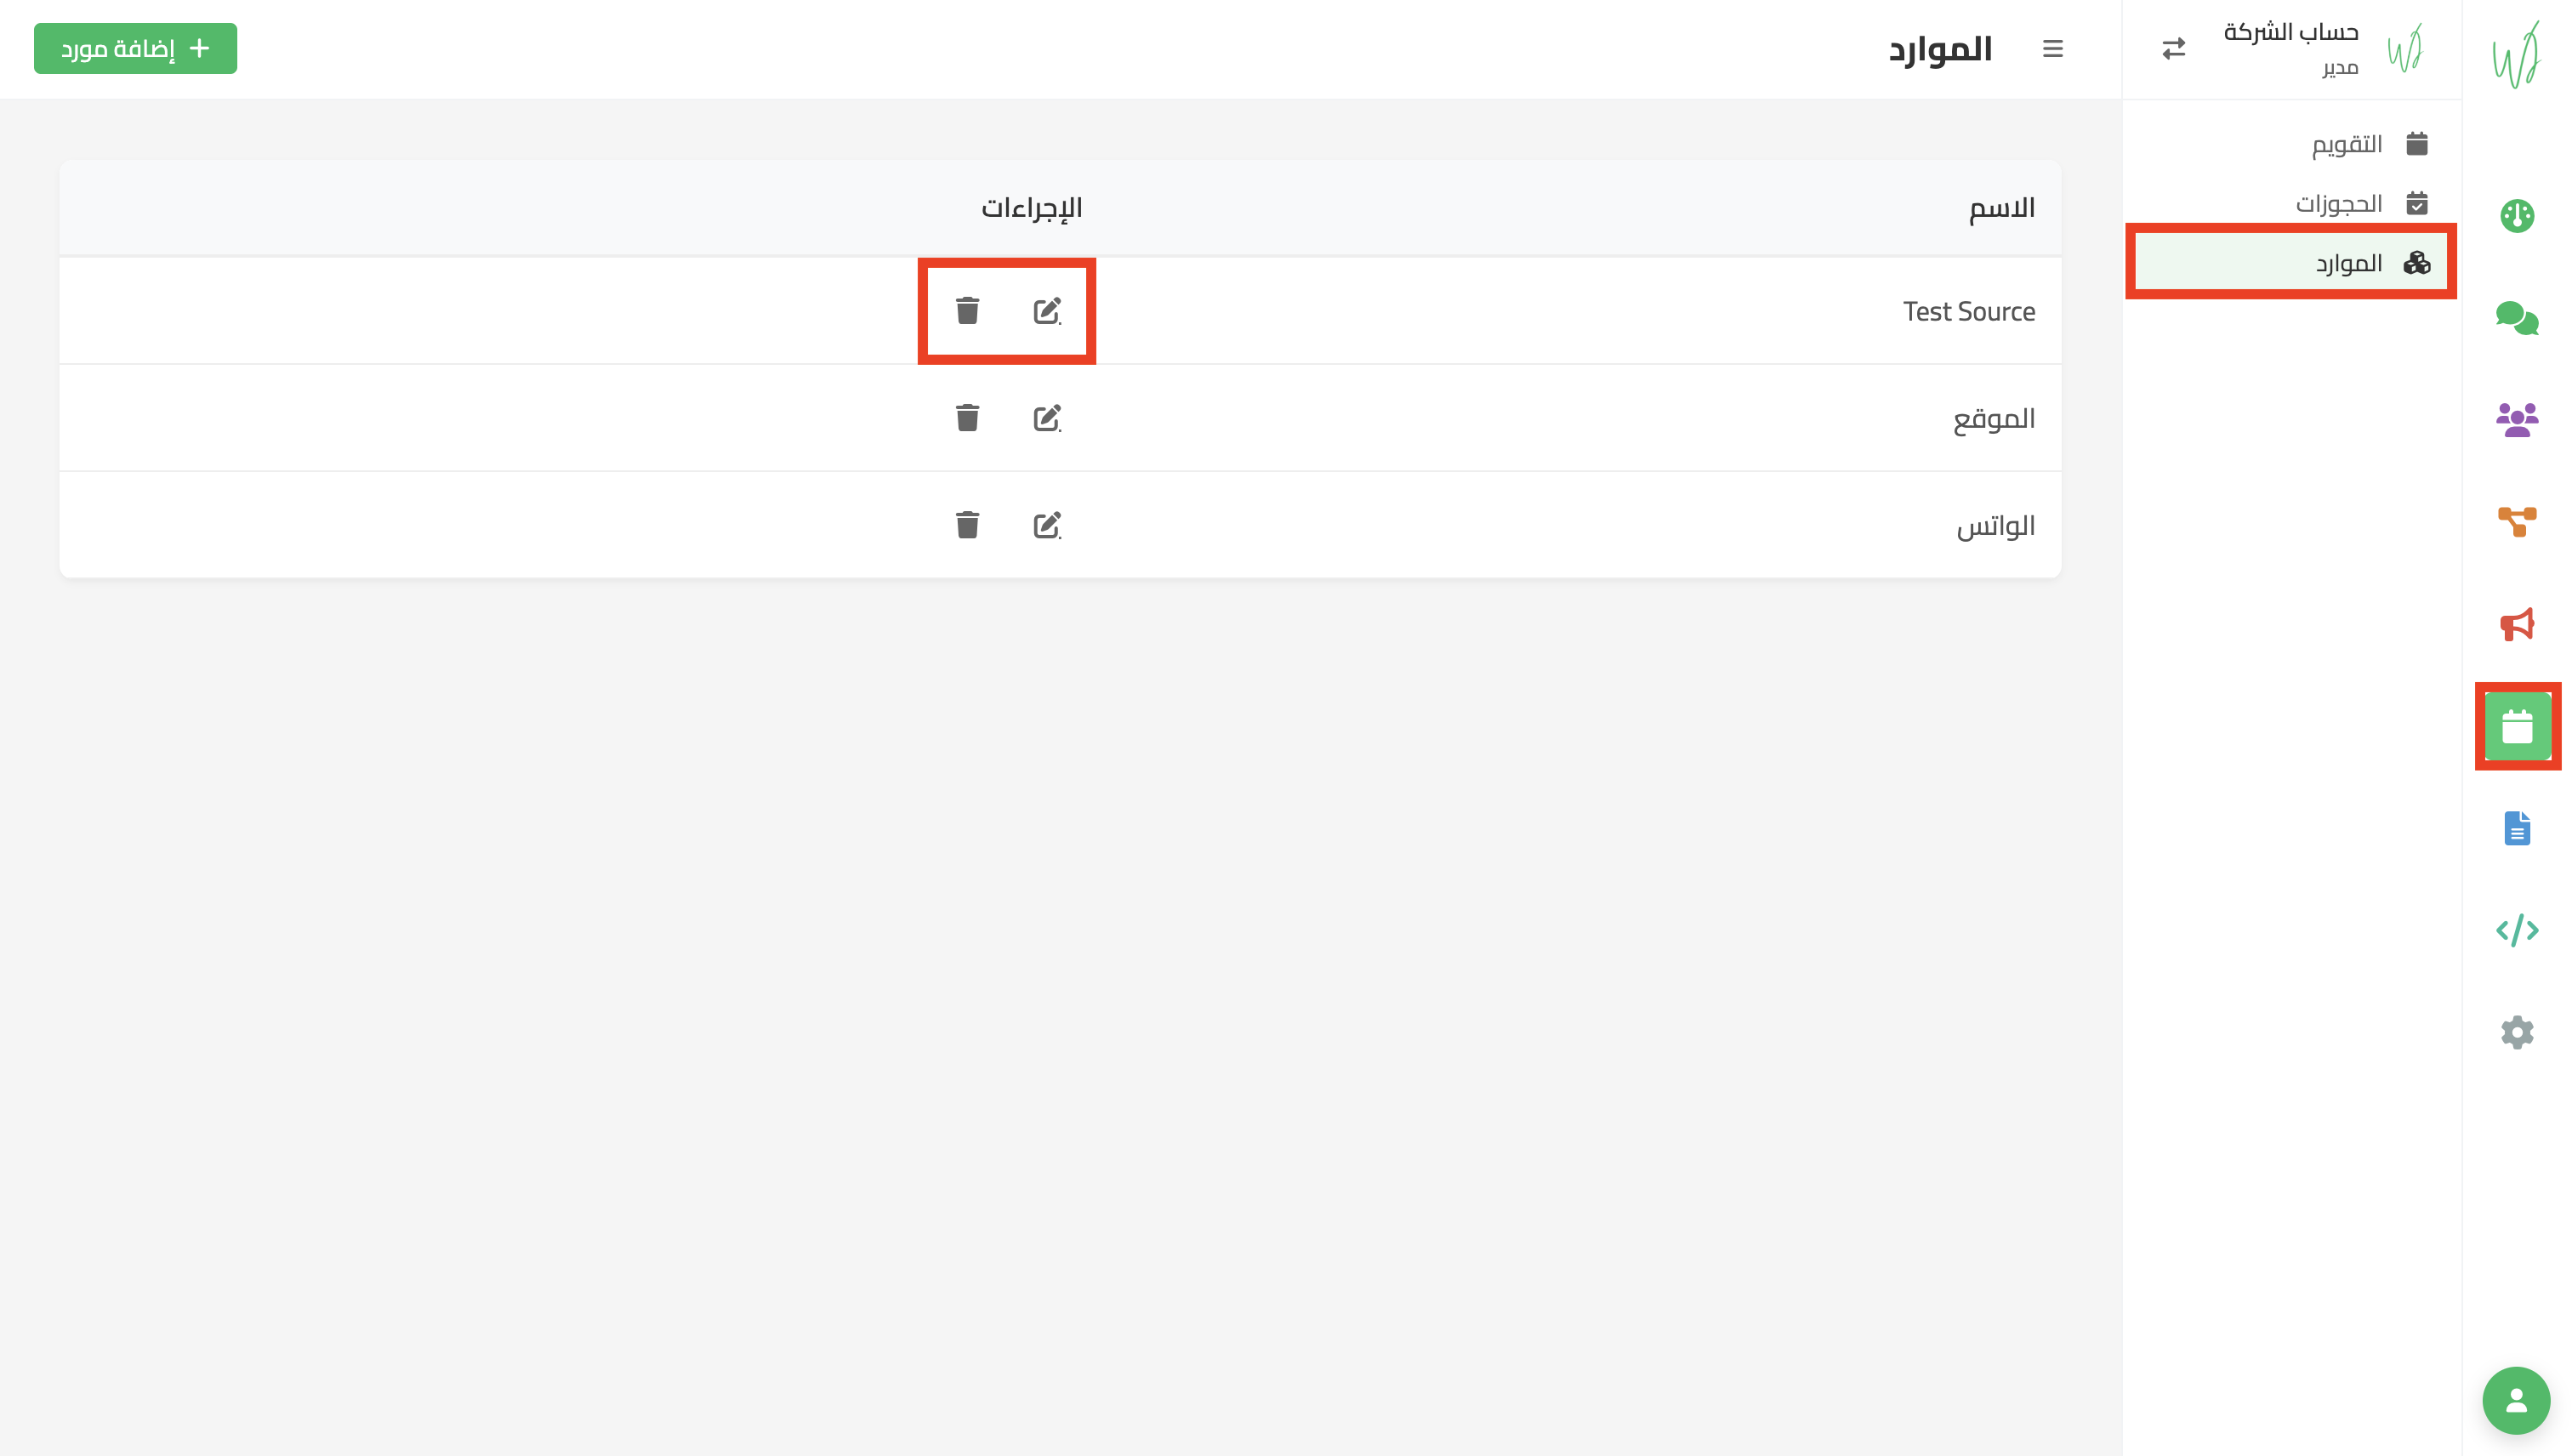 حساب الشركة
مدير
التقويم
الحجوزات
الموارد
الموارد
إضافة مورد
الاسم الإجراءات
Test Source
الموقع
الواتس